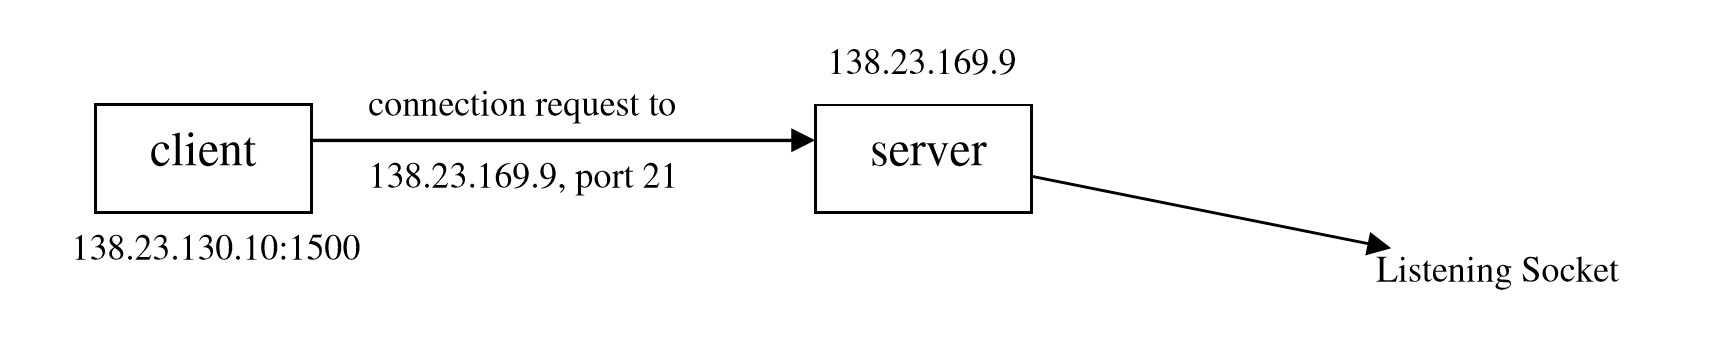 138.23.169.9
connection request to
client
server
138.23.169.9, port 21
138.23.130.10:1500
Listening Socket